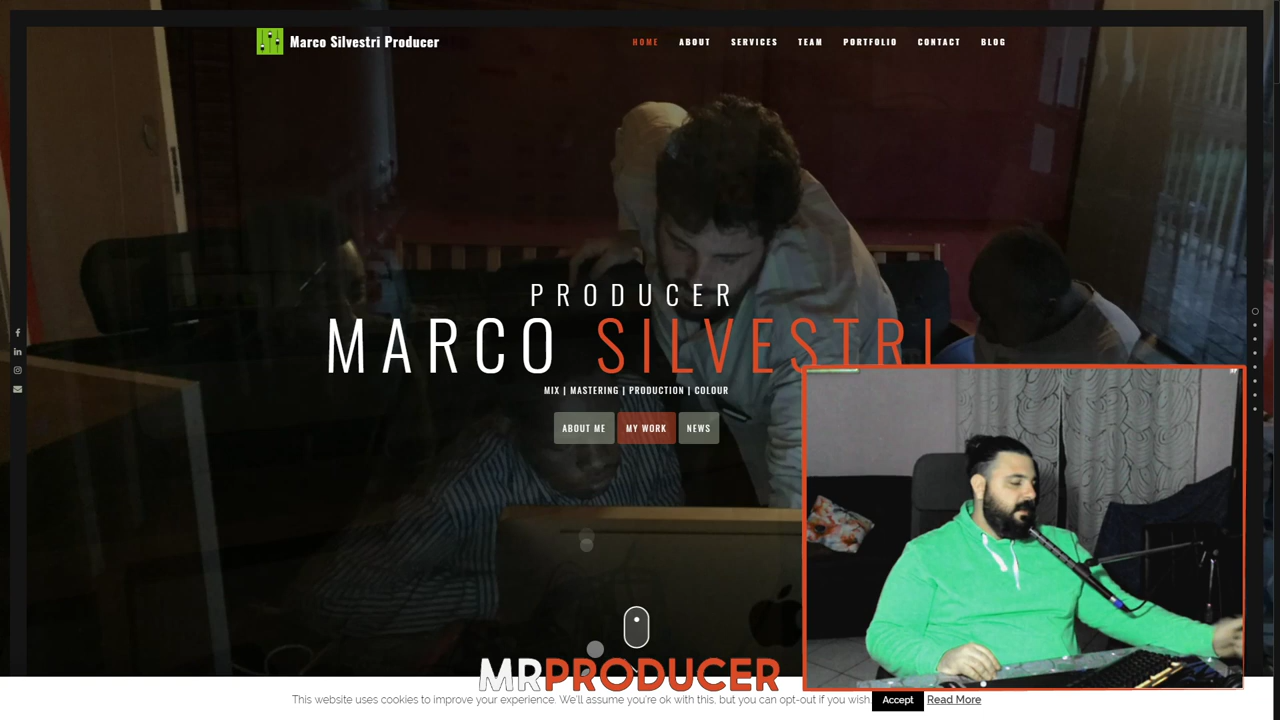 Marco Silvestri Producer
HOME ABOUT SERVICES TEAM PORTFOLIO CONTACT BLOG
PRODUCER
MARCO SILVESTRI
MIX | MASTERING | PRODUCTION | COLOUR
ABOUT ME MY WORK NEWS
MRPRODUCER
This website uses cookies to improve your experience. We'll assume you're ok with this, but you can opt-out if you wish. Accept Read More